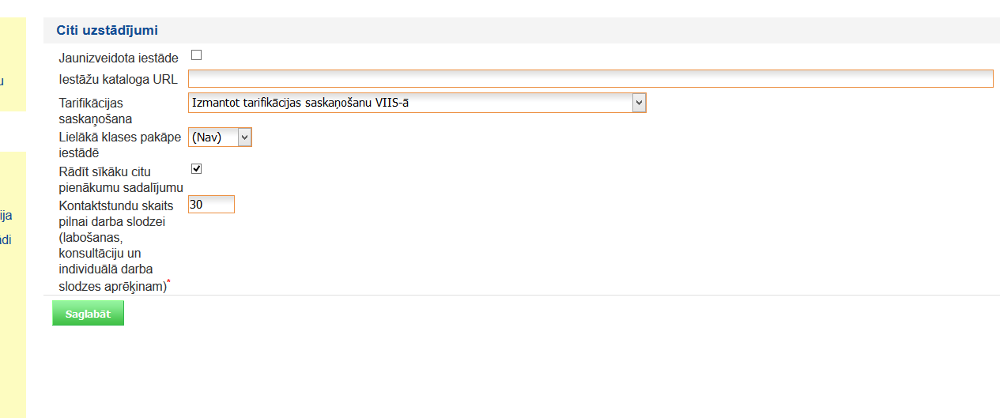 Citi uzstādījumi
Jaunizveidota iestāde
u
Iestāžu kataloga URL
Tarifikācijas
saskaņošana
Izmantot tarifikācijas saskaņošanu VIIS-ā
Lielākā klases pakāpe
iestādē
(Nav)
Rādīt sīkāku citu
pienākumu sadalījumu
Kontaktstundu skaits
pilnai darba slodzei
(labošanas,
konsultāciju un
individuālā darba
slodzes aprēķinam)*
30
ija
ādi
Saglabāt